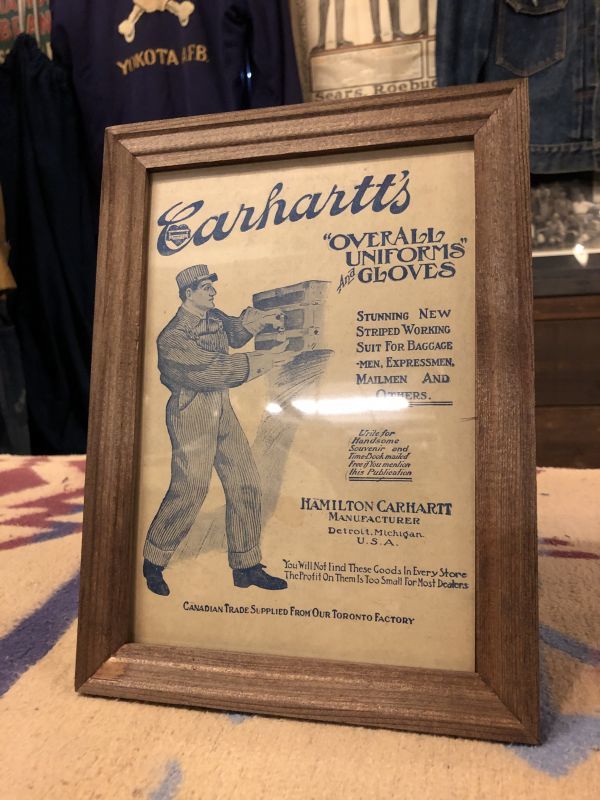 YOKOTA A.F.B.
Sears, Roebuc
Carhartt's
"OVERALL
UNIFORMS"
And GLOVES
STUNNING NEW
STRIPED WORKING
SUIT FOR BAGGAGE
-MEN, EXPRESSMEN,
MAILMEN AND
OTHERS.
Write for
Handsome
Souvenir and
Time-Book mailed
Free if You mention
this Publication
HAMILTON CARHARTT
MANUFACTURER
Detroit, Michigan.
U.S.A.
You Will Not Find These Goods In Every Store
The Profit On Them Is Too Small For Most Dealers
CANADIAN TRADE SUPPLIED FROM OUR TORONTO FACTORY